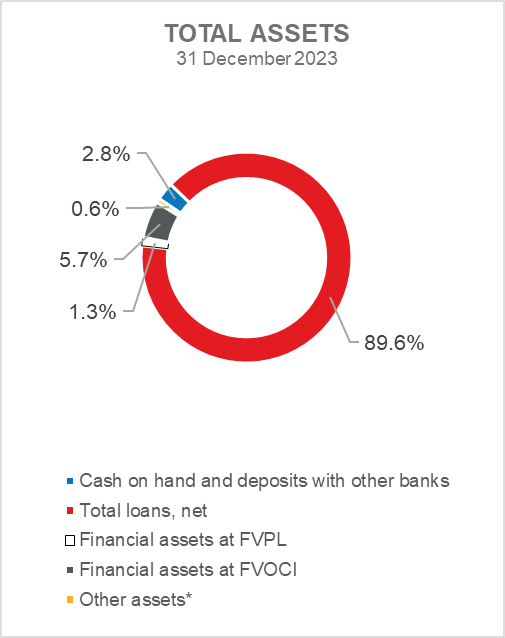 TOTAL ASSETS
31 December 2023
2.8%
0.6%
5.7%
1.3%
89.6%
Cash on hand and deposits with other banks
Total loans, net
Financial assets at FVPL
Financial assets at FVOCI
Other assets*